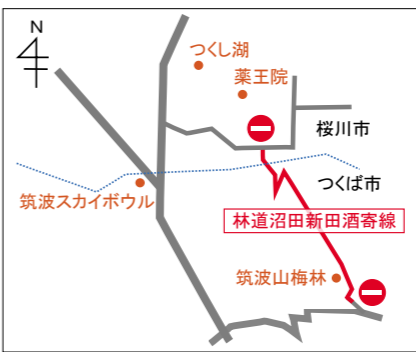 N
つくし湖
薬王院
桜川市
つくば市
筑波スカイボウル
林道沼田新田酒寄線
筑波山梅林